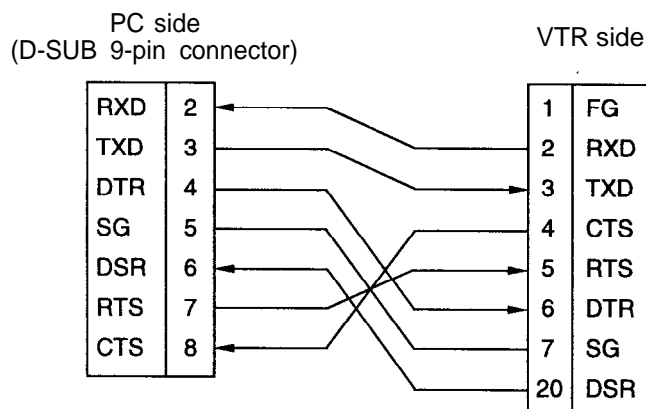 PC side
(D-SUB 9-pin connector)
VTR side
RXD 2
TXD 3
DTR 4
SG 5
DSR 6
RTS 7
CTS 8
1 FG
2 RXD
3 TXD
4 CTS
5 RTS
6 DTR
7 SG
20 DSR